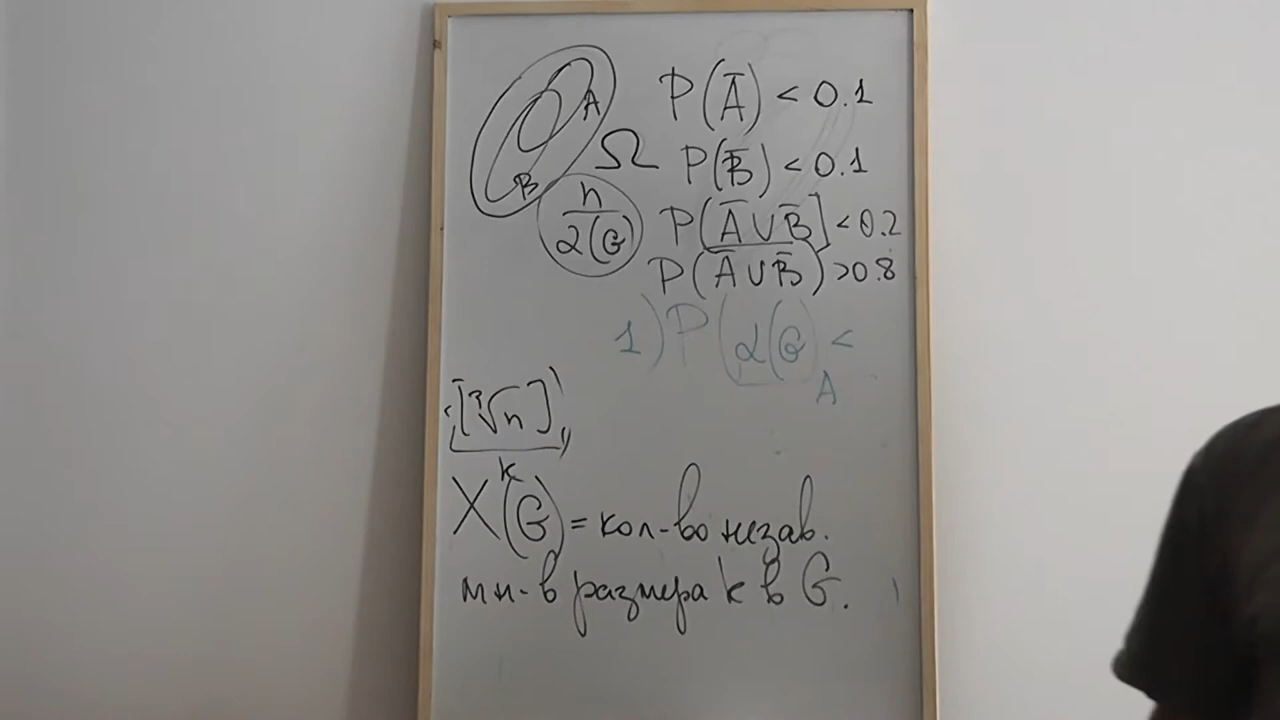 A P(A̅) < 0.1
Ω P(B̅) < 0.1
B
n/α(G) P(A̅∪B̅] < 0.2
P(A̅∪B̅) > 0.8
1) P(α(G) <
A
[∛n]
k
X(G) = кол-во незав.
мн-в размера k в G.